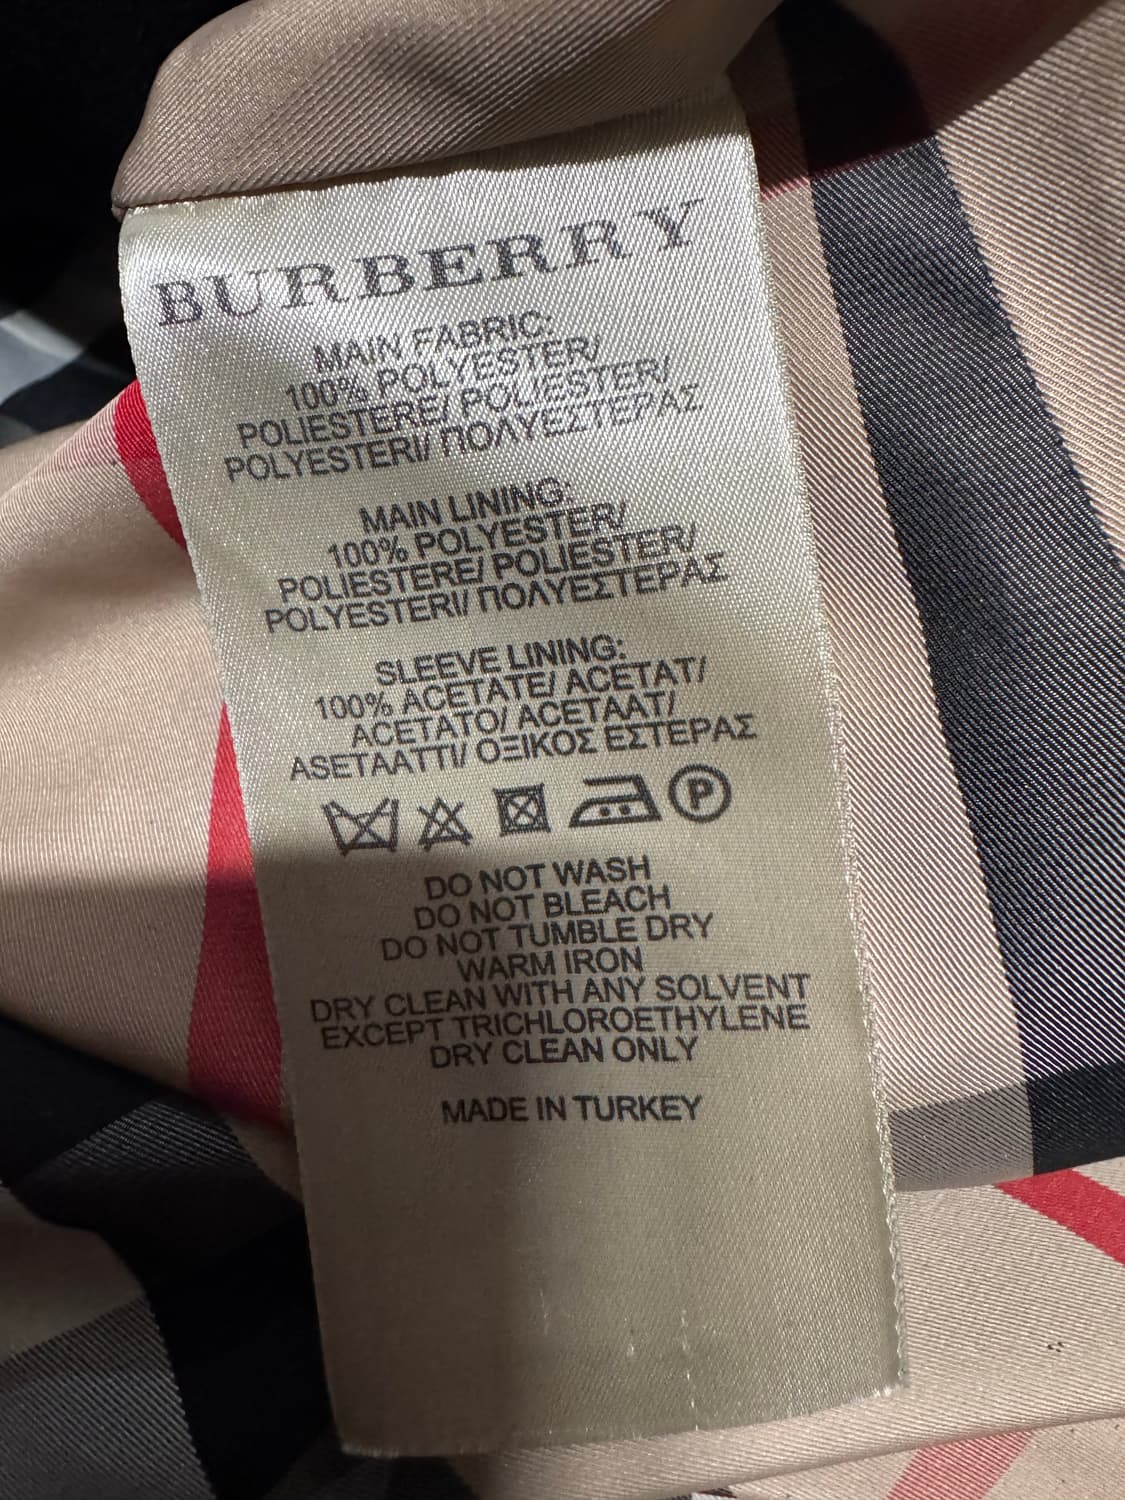 BURBERRY
MAIN FABRIC:
100% POLYESTER/
POLIESTERE/ POLIESTER/
POLYESTERI/ ΠΟΛΥΕΣΤΕΡΑΣ
MAIN LINING:
100% POLYESTER/
POLIESTERE/ POLIESTER/
POLYESTERI/ ΠΟΛΥΕΣΤΕΡΑΣ
SLEEVE LINING:
100% ACETATE/ ACETAT/
ACETATO/ ACETAAT/
ASETAATTI/ ΟΞΙΚΟΣ ΕΣΤΕΡΑΣ
P
DO NOT WASH
DO NOT BLEACH
DO NOT TUMBLE DRY
WARM IRON
DRY CLEAN WITH ANY SOLVENT
EXCEPT TRICHLOROETHYLENE
DRY CLEAN ONLY
MADE IN TURKEY